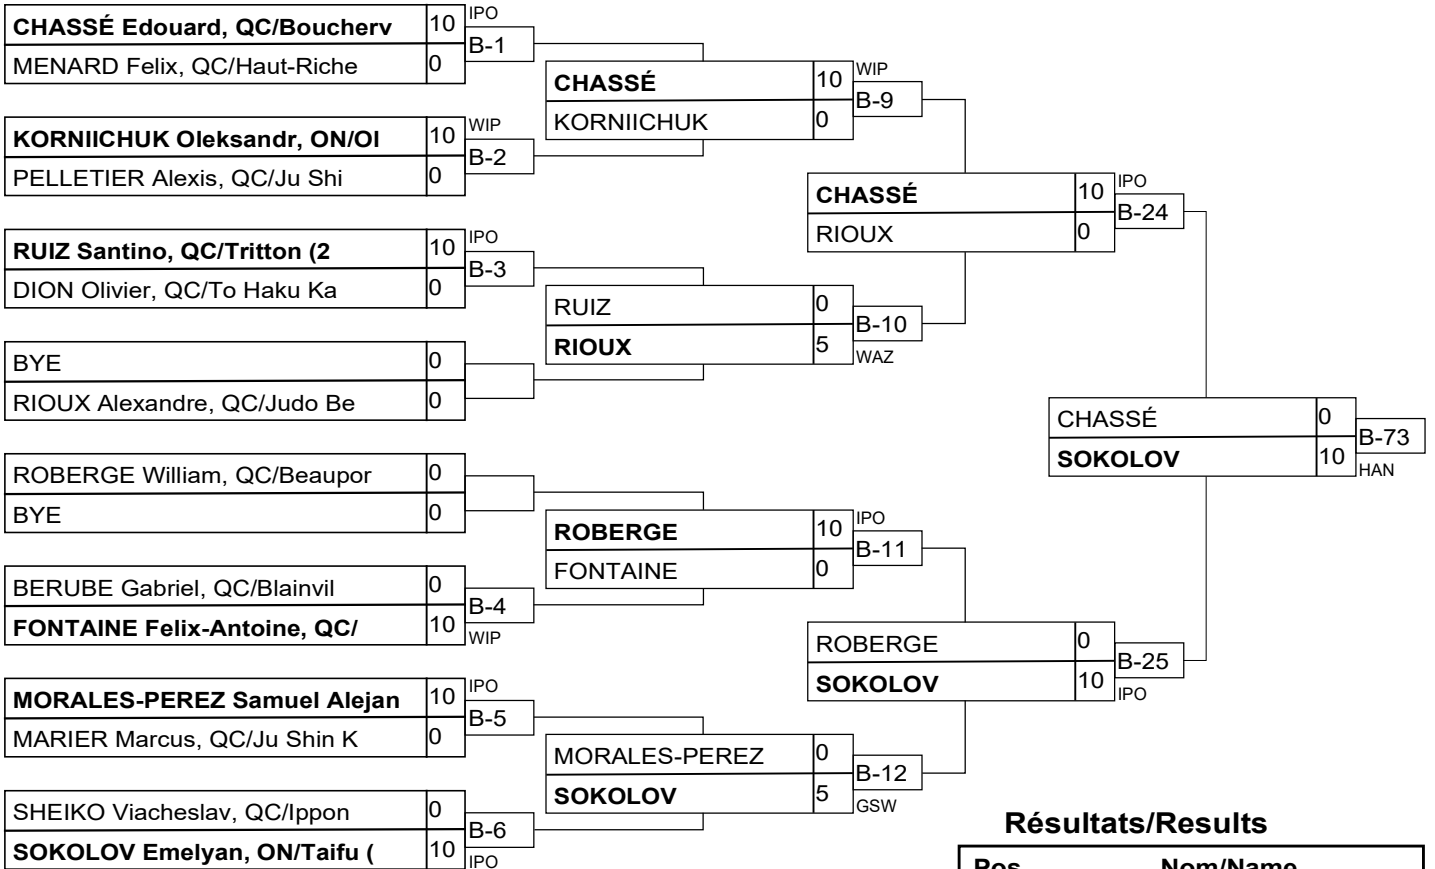 CHASSÉ Edouard, QC/Boucherv 10 IPO
MENARD Felix, QC/Haut-Riche 0
B-1
KORNIICHUK Oleksandr, ON/Ol 10 WIP
PELLETIER Alexis, QC/Ju Shi 0
B-2
RUIZ Santino, QC/Tritton (2 10 IPO
DION Olivier, QC/To Haku Ka 0
B-3
BYE 0
RIOUX Alexandre, QC/Judo Be 0
ROBERGE William, QC/Beaupor 0
BYE 0
BERUBE Gabriel, QC/Blainvil 0
B-4
FONTAINE Felix-Antoine, QC/ 10 WIP
MORALES-PEREZ Samuel Alejan 10 IPO
MARIER Marcus, QC/Ju Shin K 0
B-5
SHEIKO Viacheslav, QC/Ippon 0
B-6
SOKOLOV Emelyan, ON/Taifu ( 10 IPO
CHASSÉ 10 WIP
B-9
KORNIICHUK 0
RUIZ 0
B-10
RIOUX 5 WAZ
ROBERGE 10 IPO
B-11
FONTAINE 0
MORALES-PEREZ 0
B-12
SOKOLOV 5 GSW
CHASSÉ 10 IPO
B-24
RIOUX 0
ROBERGE 0
B-25
SOKOLOV 10 IPO
CHASSÉ 0
B-73
SOKOLOV 10 HAN
Résultats/Results
Pos Nom/Name